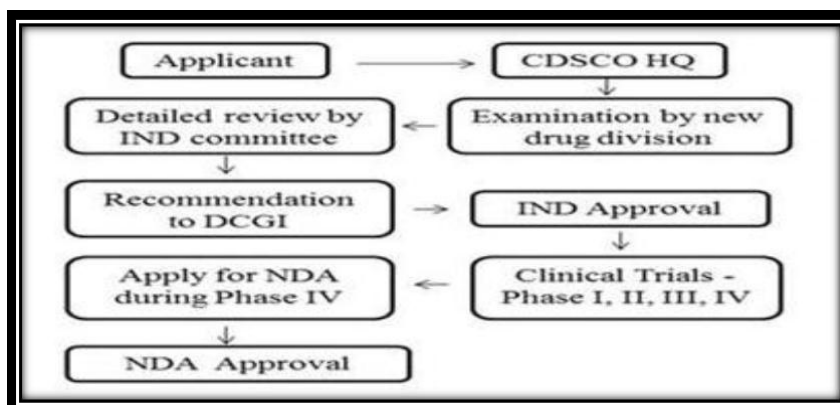 Applicant
CDSCO HQ
Examination by new
drug division
Detailed review by
IND committee
Recommendation
to DCGI
IND Approval
Clinical Trials -
Phase I, II, III, IV
Apply for NDA
during Phase IV
NDA Approval